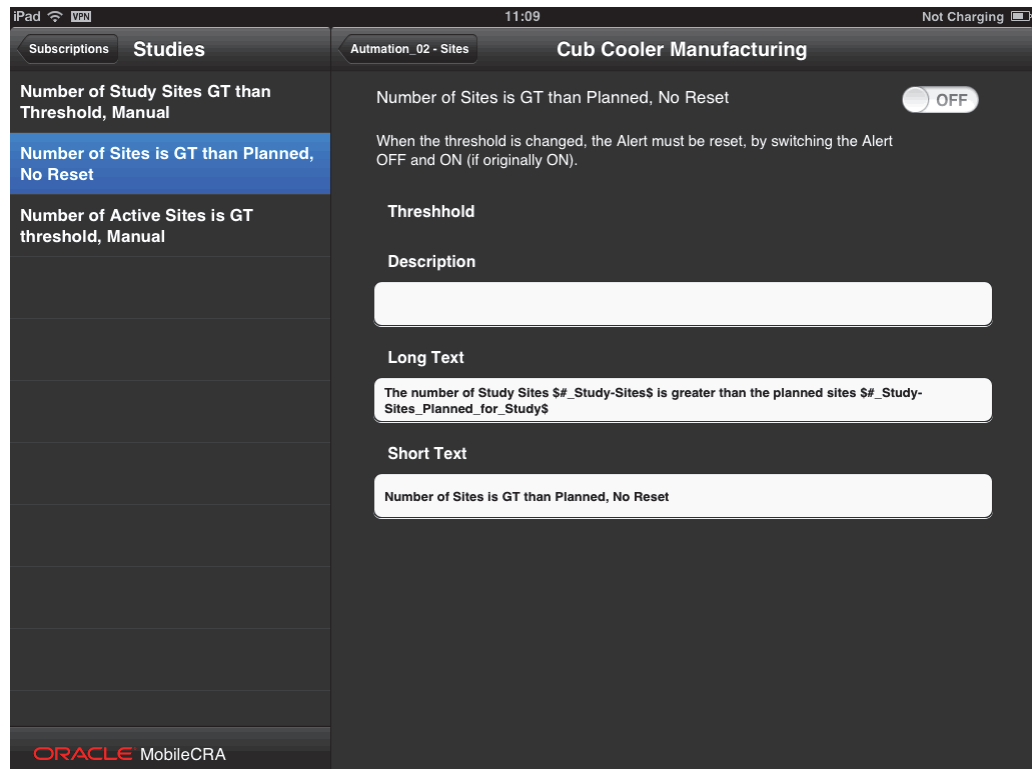 iPad VPN 11:09 Not Charging
Subscriptions Studies
Autmation_02 - Sites Cub Cooler Manufacturing
Number of Study Sites GT than
Threshold, Manual
Number of Sites is GT than Planned,
No Reset
Number of Active Sites is GT
threshold, Manual
Number of Sites is GT than Planned, No Reset OFF
When the threshold is changed, the Alert must be reset, by switching the Alert
OFF and ON (if originally ON).
Threshhold
Description
Long Text
The number of Study Sites $#_Study-Sites$ is greater than the planned sites $#_Study-
Sites_Planned_for_Study$
Short Text
Number of Sites is GT than Planned, No Reset
ORACLE MobileCRA